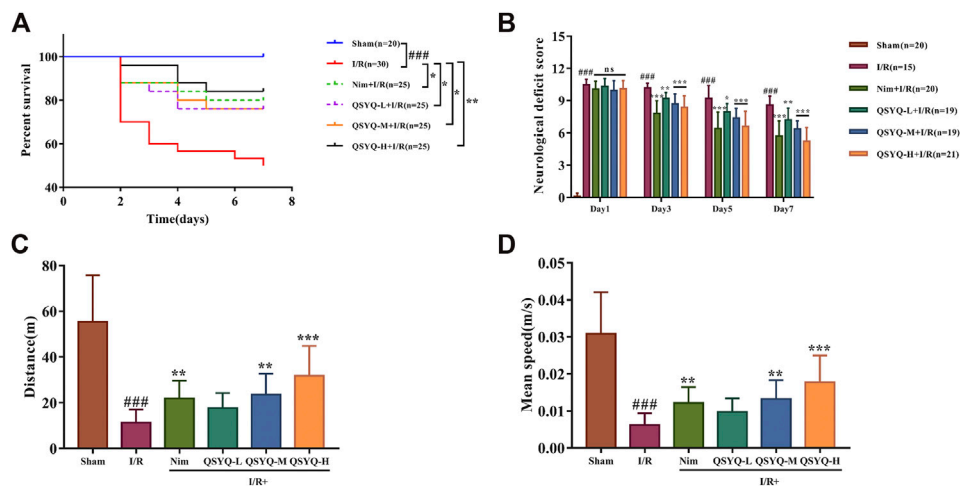 A
Percent survival
100
80
60
40
0
2
4
6
8
Time(days)
Sham(n=20)
I/R(n=30)
Nim+I/R(n=25)
QSYQ-L+I/R(n=25)
QSYQ-M+I/R(n=25)
QSYQ-H+I/R(n=25)
###
*
*
*
**
B
Neurological deficit score
15
12
9
6
3
0
### ns
### *** ** ***
### *** * ***
### *** ** ***
Day1
Day3
Day5
Day7
Sham(n=20)
I/R(n=15)
Nim+I/R(n=20)
QSYQ-L+I/R(n=19)
QSYQ-M+I/R(n=19)
QSYQ-H+I/R(n=21)
C
Distance(m)
80
60
40
20
0
###
**
**
***
Sham
I/R
Nim
QSYQ-L
QSYQ-M
QSYQ-H
I/R+
D
Mean speed(m/s)
0.05
0.04
0.03
0.02
0.01
0.00
###
**
**
***
Sham
I/R
Nim
QSYQ-L
QSYQ-M
QSYQ-H
I/R+